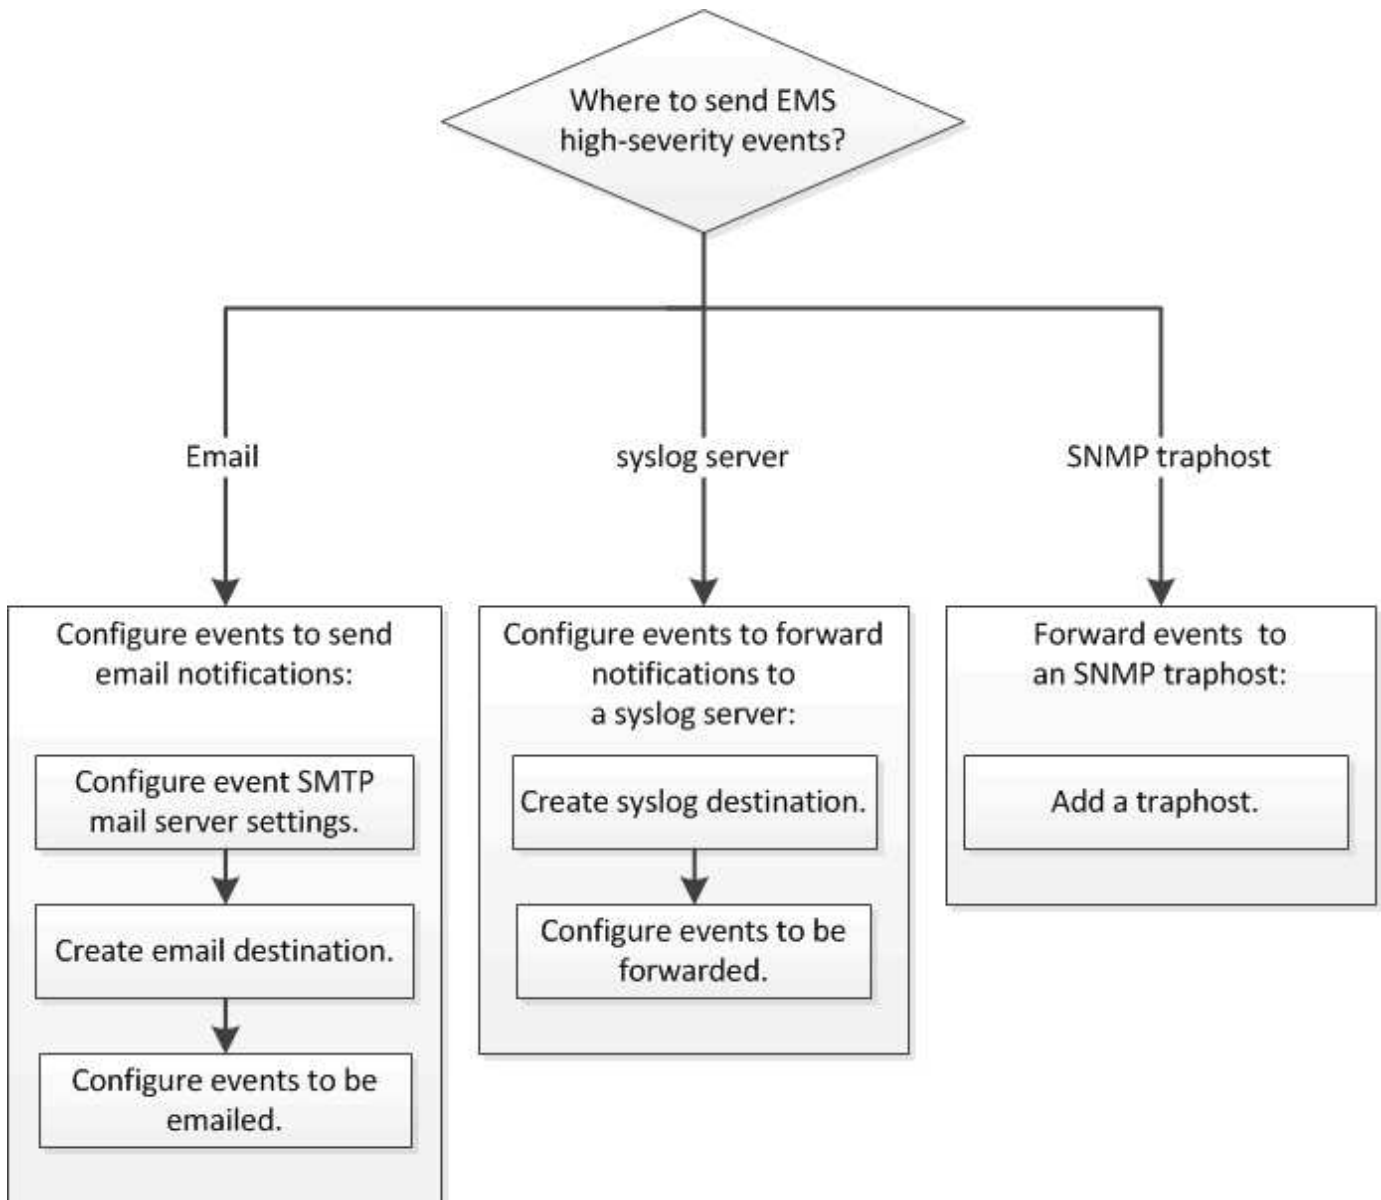 Where to send EMS
high-severity events?
Email
syslog server
SNMP traphost
Configure events to send
email notifications:
Configure event SMTP
mail server settings.
Create email destination.
Configure events to be
emailed.
Configure events to forward
notifications to
a syslog server:
Create syslog destination.
Configure events to be
forwarded.
Forward events to
an SNMP traphost:
Add a traphost.